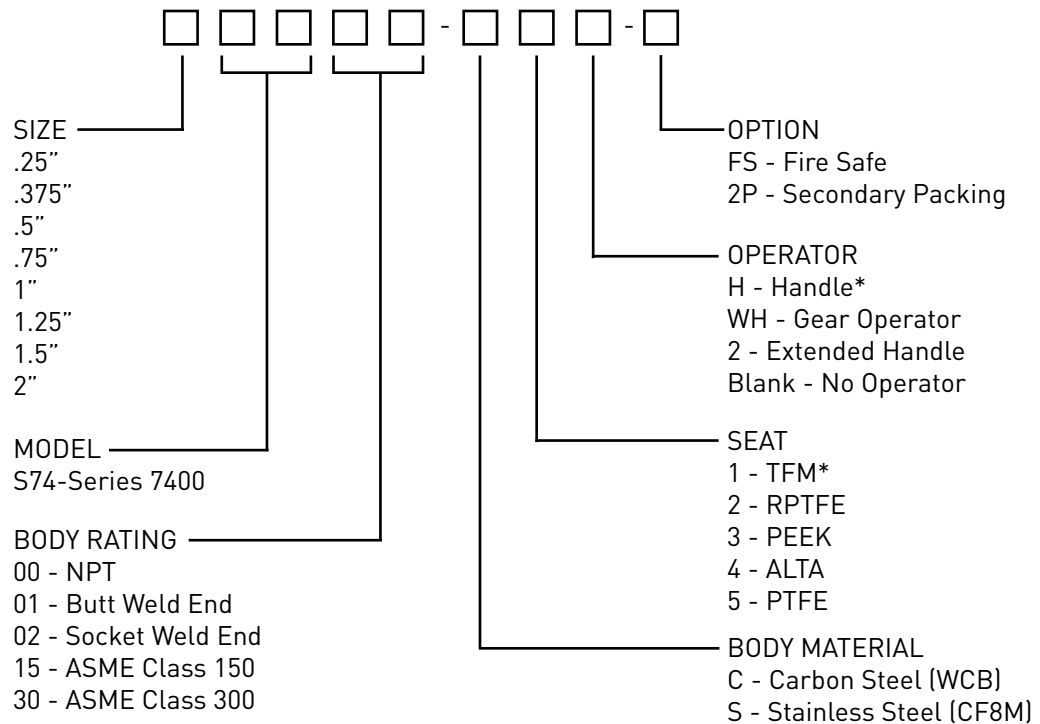 - -
SIZE
.25”
.375”
.5”
.75”
1”
1.25”
1.5”
2”
MODEL
S74-Series 7400
BODY RATING
00 - NPT
01 - Butt Weld End
02 - Socket Weld End
15 - ASME Class 150
30 - ASME Class 300
OPTION
FS - Fire Safe
2P - Secondary Packing
OPERATOR
H - Handle*
WH - Gear Operator
2 - Extended Handle
Blank - No Operator
SEAT
1 - TFM*
2 - RPTFE
3 - PEEK
4 - ALTA
5 - PTFE
BODY MATERIAL
C - Carbon Steel (WCB)
S - Stainless Steel (CF8M)